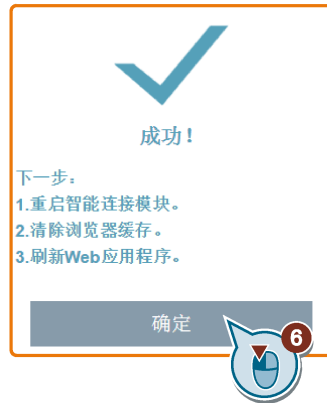 成功！
下一步：
1.重启智能连接模块。
2.清除浏览器缓存。
3.刷新Web应用程序。
确定
6